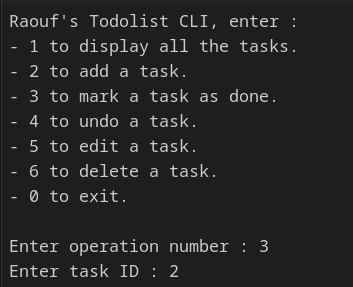 Raouf's Todolist CLI, enter :
- 1 to display all the tasks.
- 2 to add a task.
- 3 to mark a task as done.
- 4 to undo a task.
- 5 to edit a task.
- 6 to delete a task.
- 0 to exit.
Enter operation number : 3
Enter task ID : 2